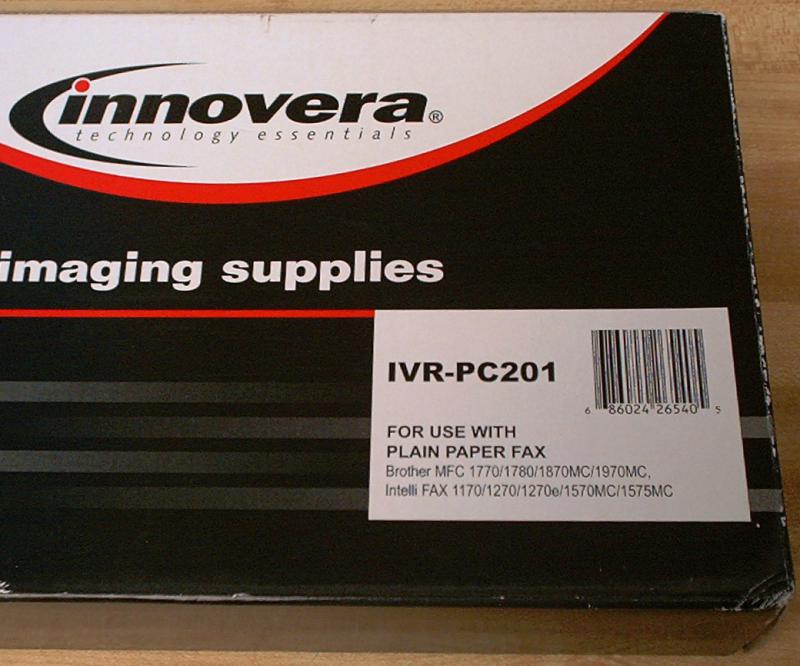 innovera®
technology essentials
imaging supplies
IVR-PC201
6 86024 26540 5
FOR USE WITH
PLAIN PAPER FAX
Brother MFC 1770/1780/1870MC/1970MC,
Intelli FAX 1170/1270/1270e/1570MC/1575MC